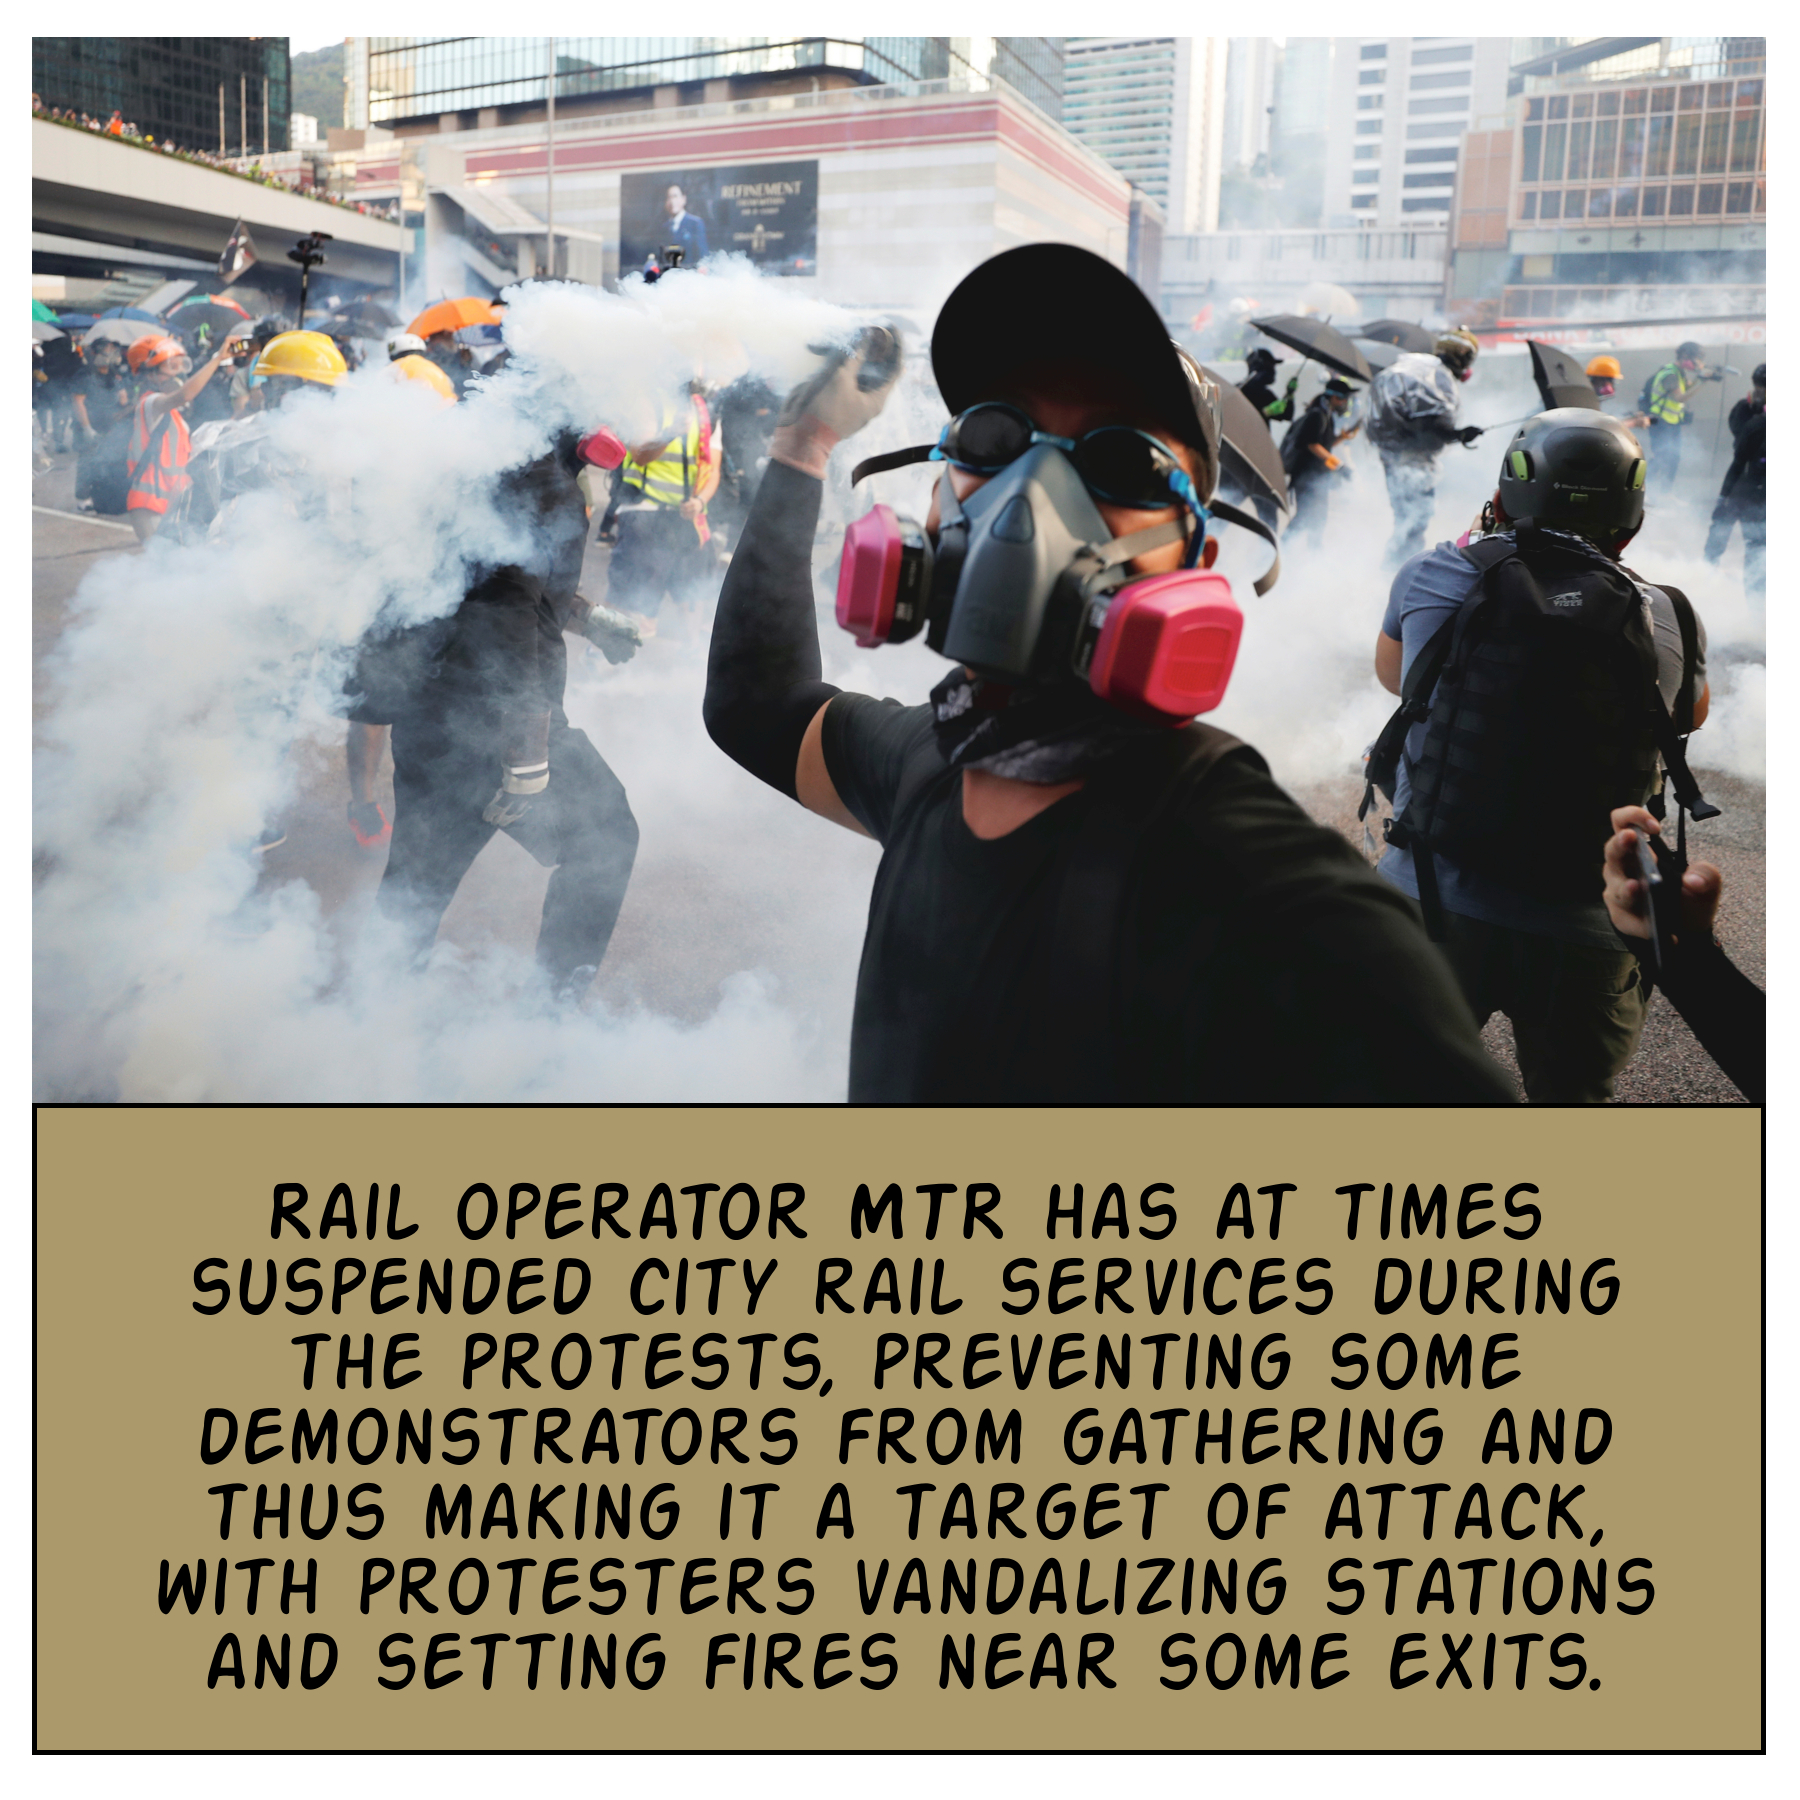 REFINEMENT
RAIL OPERATOR MTR HAS AT TIMES
SUSPENDED CITY RAIL SERVICES DURING
THE PROTESTS, PREVENTING SOME
DEMONSTRATORS FROM GATHERING AND
THUS MAKING IT A TARGET OF ATTACK,
WITH PROTESTERS VANDALIZING STATIONS
AND SETTING FIRES NEAR SOME EXITS.